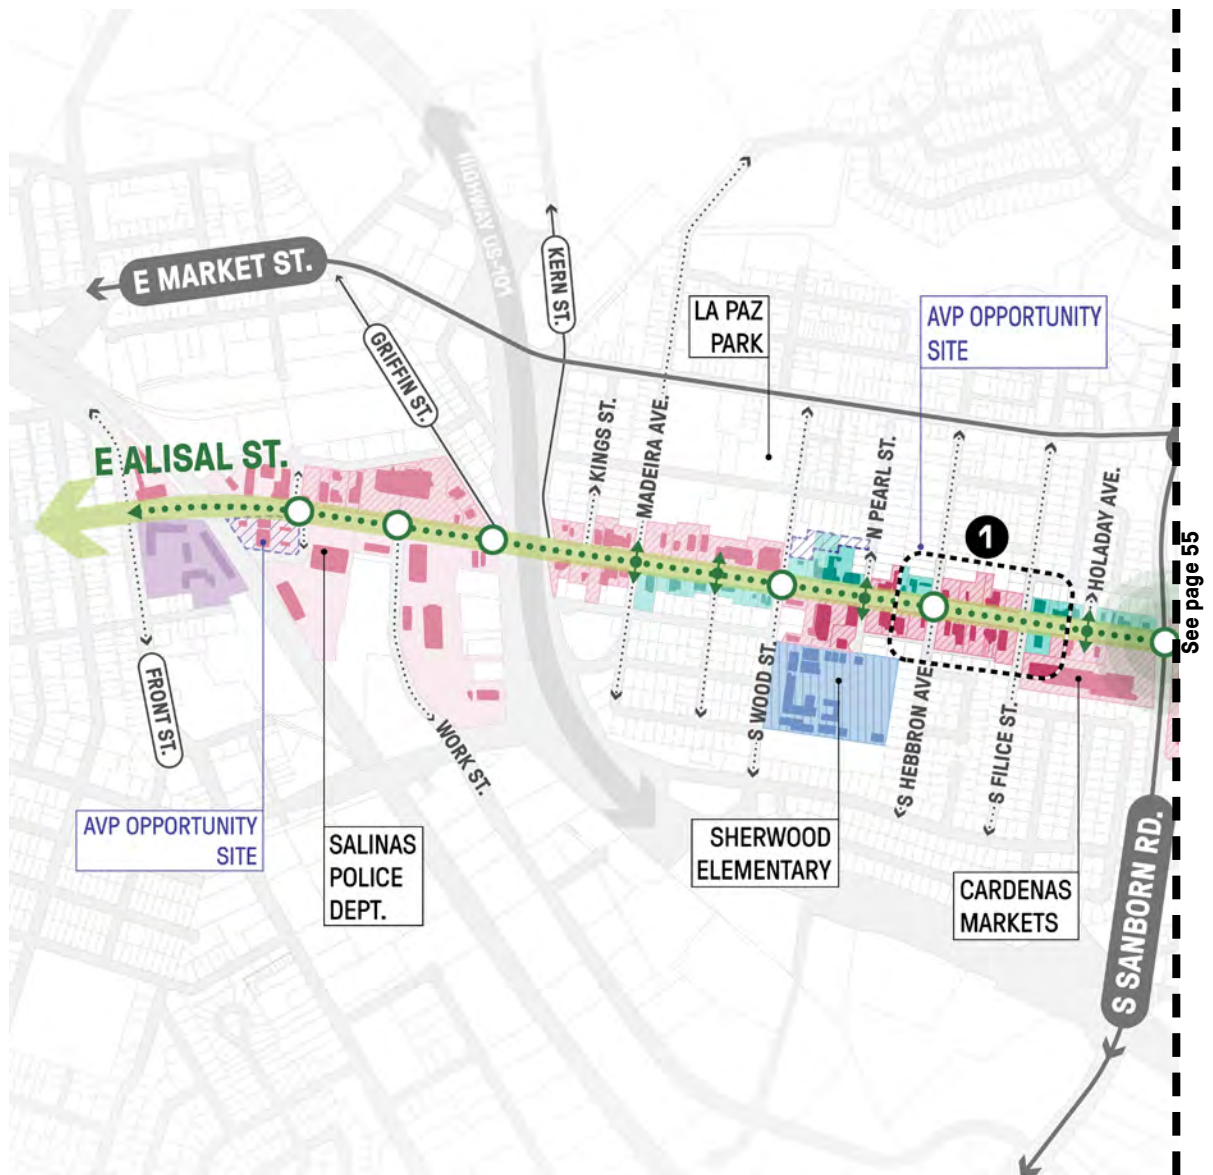 HIGHWAY US-101
E MARKET ST.
KERN ST.
GRIFFIN ST.
LA PAZ
PARK
AVP OPPORTUNITY
SITE
E ALISAL ST.
KINGS ST.
MADEIRA AVE.
N PEARL ST.
HOLADAY AVE.
1
See page 55
FRONT ST.
WORK ST.
S WOOD ST.
S HEBBRON AVE.
S FILICE ST.
AVP OPPORTUNITY
SITE
SALINAS
POLICE
DEPT.
SHERWOOD
ELEMENTARY
CARDENAS
MARKETS
S SANBORN RD.